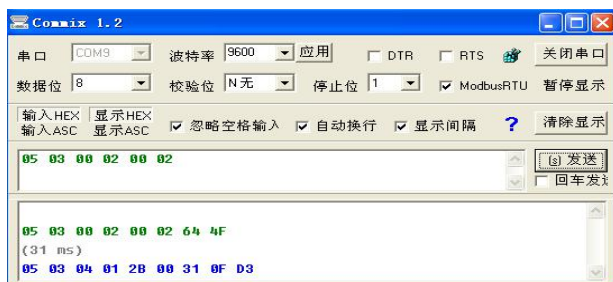 Commix 1.2
串口 COM9 波特率 9600 应用 DTR RTS 关闭串口
数据位 8 校验位 N无 停止位 1 ModbusRTU 暂停显示
输入HEX 显示HEX
输入ASC 显示ASC 忽略空格输入 自动换行 显示间隔 ? 清除显示
05 03 00 02 00 02 (s) 发送
回车发送
05 03 00 02 00 02 64 4F
(31 ms)
05 03 04 01 2B 00 31 0F D3